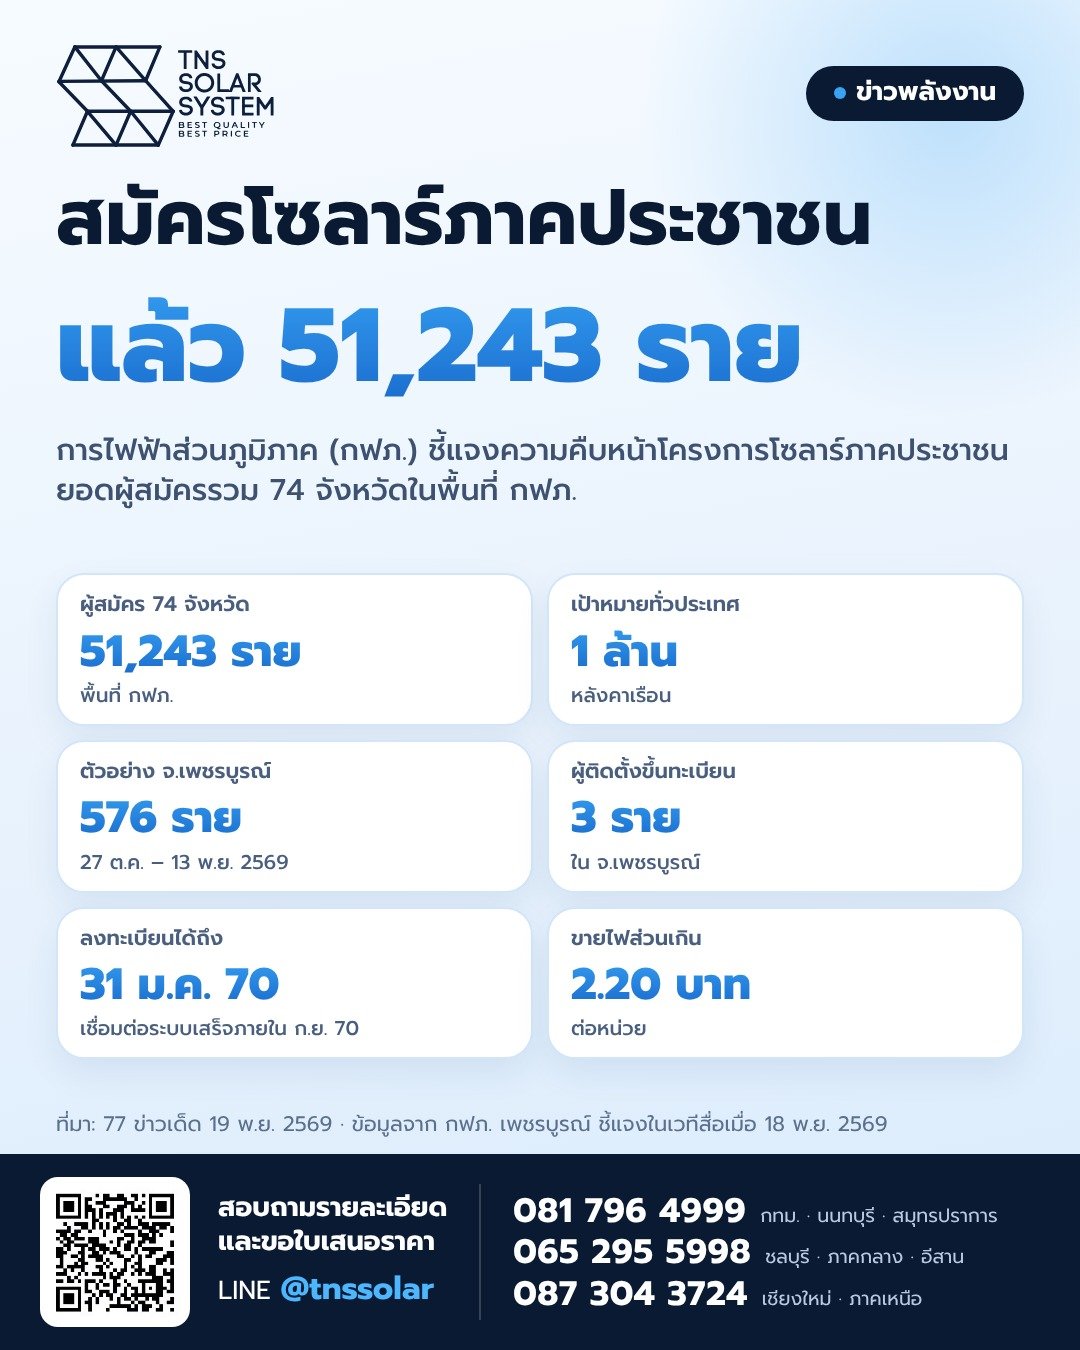 TNS
SOLAR
SYSTEM
BEST QUALITY
BEST PRICE
ข่าวพลังงาน
สมัครโซลาร์ภาคประชาชน
แล้ว 51,243 ราย
การไฟฟ้าส่วนภูมิภาค (กฟภ.) ชี้แจงความคืบหน้าโครงการโซลาร์ภาคประชาชน
ยอดผู้สมัครรวม 74 จังหวัดในพื้นที่ กฟภ.
ผู้สมัคร 74 จังหวัด
51,243 ราย
พื้นที่ กฟภ.
เป้าหมายทั่วประเทศ
1 ล้าน
หลังคาเรือน
ตัวอย่าง จ.เพชรบูรณ์
576 ราย
27 ต.ค. – 13 พ.ย. 2569
ผู้ติดตั้งขึ้นทะเบียน
3 ราย
ใน จ.เพชรบูรณ์
ลงทะเบียนได้ถึง
31 ม.ค. 70
เชื่อมต่อระบบเสร็จภายใน ก.ย. 70
ขายไฟส่วนเกิน
2.20 บาท
ต่อหน่วย
ที่มา: 77 ข่าวเด็ด 19 พ.ย. 2569 · ข้อมูลจาก กฟภ. เพชรบูรณ์ ชี้แจงในเวทีสื่อเมื่อ 18 พ.ย. 2569
สอบถามรายละเอียด
และขอใบเสนอราคา
LINE @tnssolar
081 796 4999 กทม. · นนทบุรี · สมุทรปราการ
065 295 5998 ชลบุรี · ภาคกลาง · อีสาน
087 304 3724 เชียงใหม่ · ภาคเหนือ